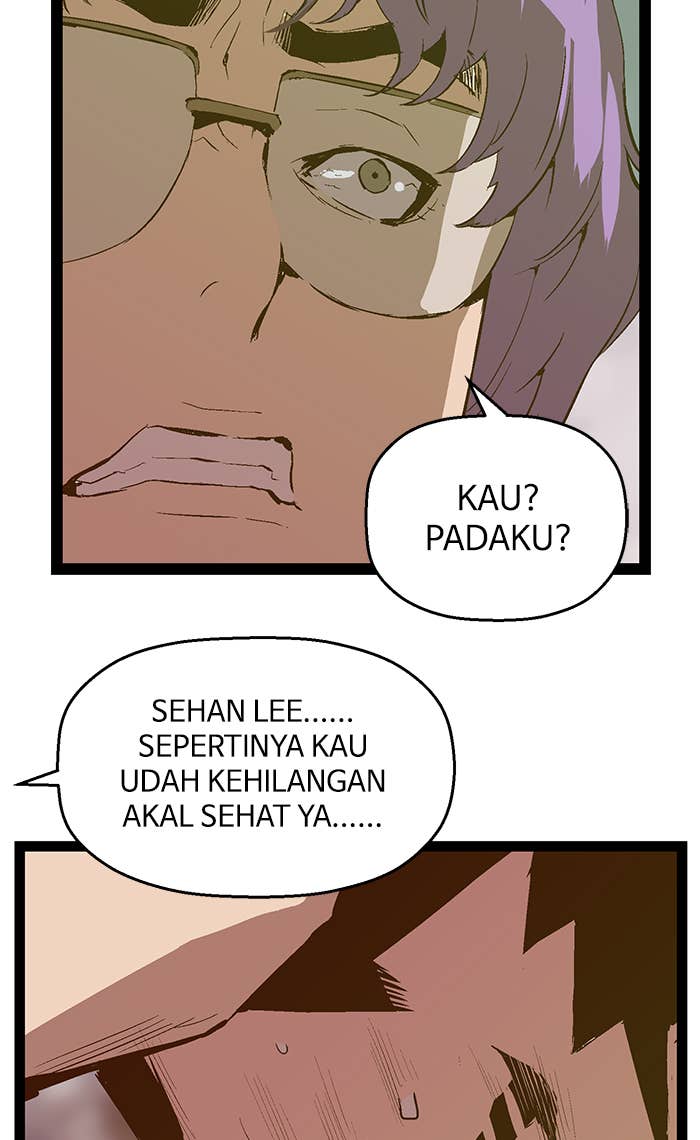 KAU?
PADAKU?
SEHAN LEE......
SEPERTINYA KAU
UDAH KEHILANGAN
AKAL SEHAT YA......